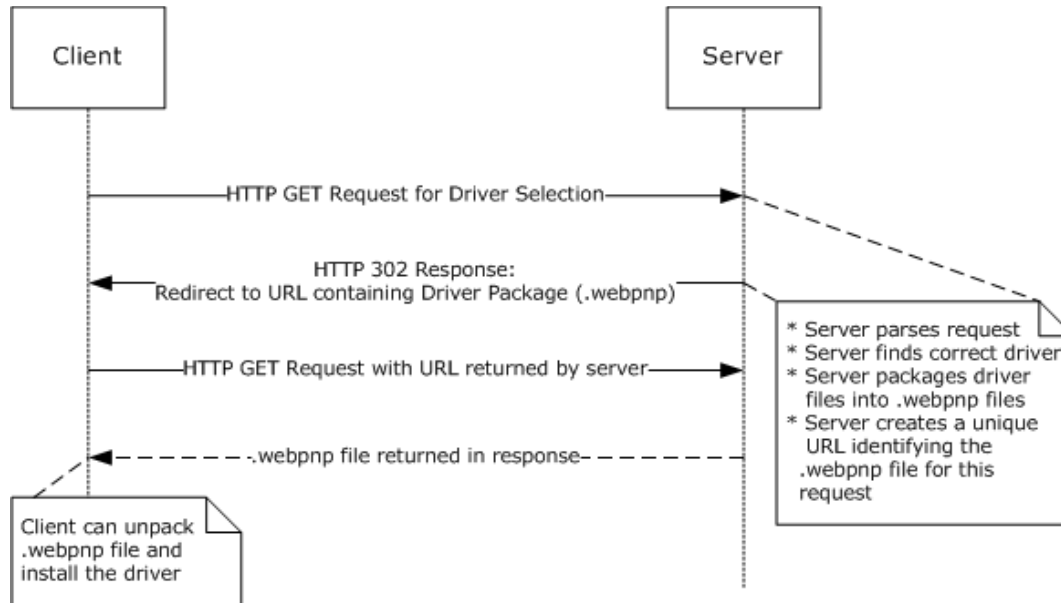 Client
Server
HTTP GET Request for Driver Selection
HTTP 302 Response:
Redirect to URL containing Driver Package (.webpnp)
* Server parses request
* Server finds correct driver
* Server packages driver
files into .webpnp files
* Server creates a unique
URL identifying the
.webpnp file for this
request
HTTP GET Request with URL returned by server
.webpnp file returned in response
Client can unpack
.webpnp file and
install the driver